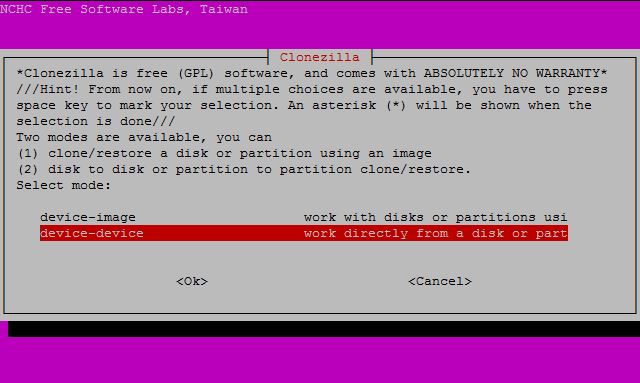 NCHC Free Software Labs, Taiwan
Clonezilla
*Clonezilla is free (GPL) software, and comes with ABSOLUTELY NO WARRANTY*
///Hint! From now on, if multiple choices are available, you have to press
space key to mark your selection. An asterisk (*) will be shown when the
selection is done///
Two modes are available, you can
(1) clone/restore a disk or partition using an image
(2) disk to disk or partition to partition clone/restore.
Select mode:
device-image work with disks or partitions usi
device-device work directly from a disk or part
<Ok> <Cancel>